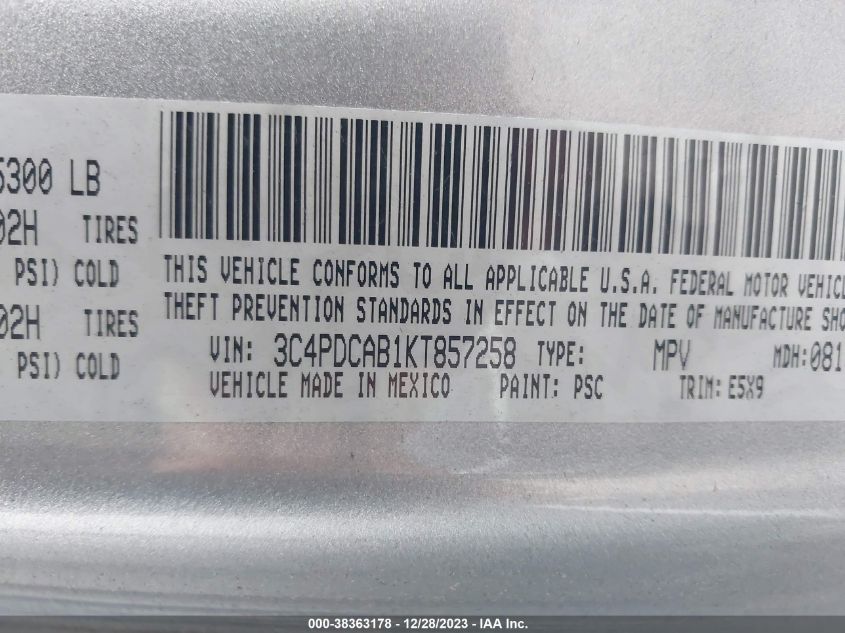 5300 LB
02H TIRES
PSI) COLD
02H TIRES
PSI) COLD
THIS VEHICLE CONFORMS TO ALL APPLICABLE U.S.A. FEDERAL MOTOR VEHICL
THEFT PREVENTION STANDARDS IN EFFECT ON THE DATE OF MANUFACTURE SHO
VIN: 3C4PDCAB1KT857258 TYPE: MPV MDH:081
VEHICLE MADE IN MEXICO PAINT: PSC TRIM: E5X9
000-38363178 - 12/28/2023 - IAA Inc.